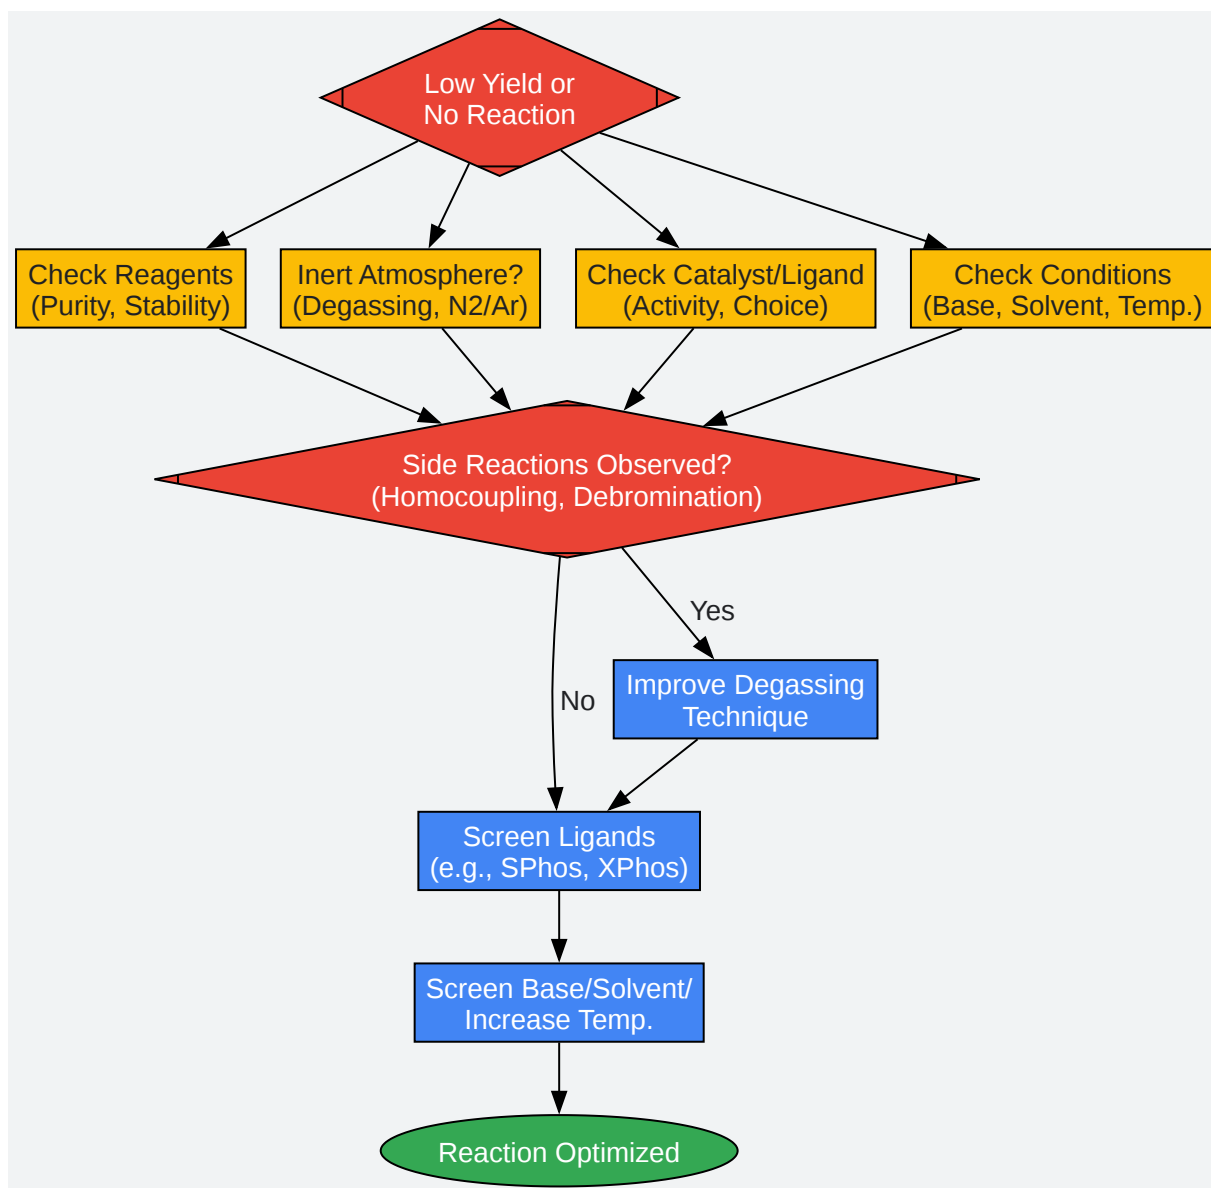 Low Yield or
No Reaction
Check Reagents
(Purity, Stability)
Inert Atmosphere?
(Degassing, N2/Ar)
Check Catalyst/Ligand
(Activity, Choice)
Check Conditions
(Base, Solvent, Temp.)
Side Reactions Observed?
(Homocoupling, Debromination)
Yes
Improve Degassing
Technique
No
Screen Ligands
(e.g., SPhos, XPhos)
Screen Base/Solvent/
Increase Temp.
Reaction Optimized